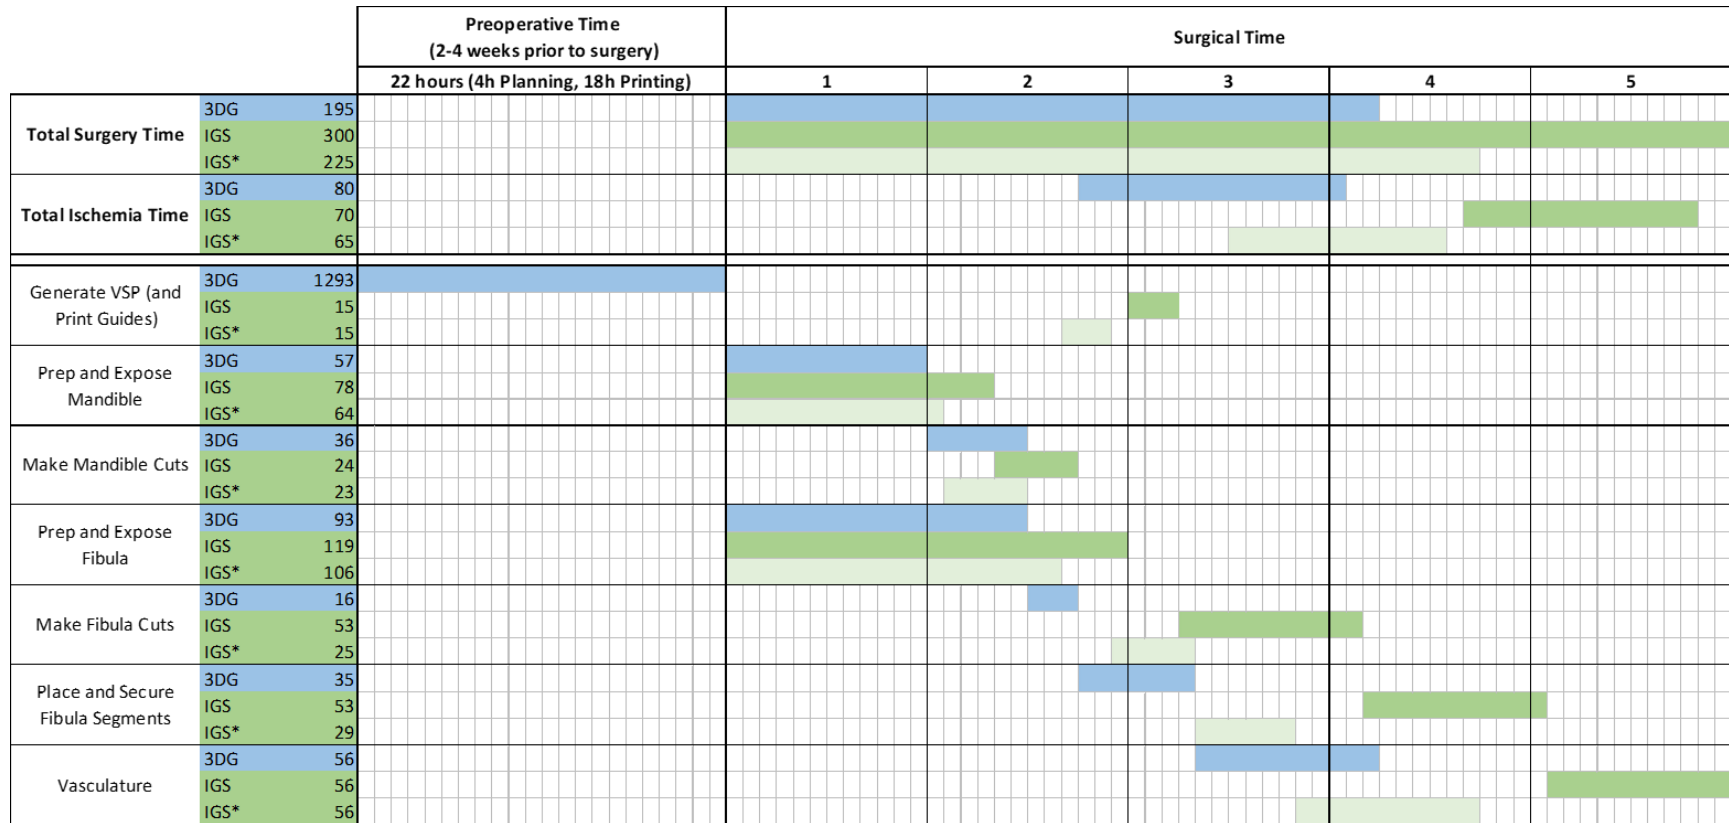 Preoperative Time
(2-4 weeks prior to surgery)
Surgical Time
22 hours (4h Planning, 18h Printing)
1 2 3 4 5
Total Surgery Time
3DG 195
IGS 300
IGS* 225
Total Ischemia Time
3DG 80
IGS 70
IGS* 65
Generate VSP (and
Print Guides)
3DG 1293
IGS 15
IGS* 15
Prep and Expose
Mandible
3DG 57
IGS 78
IGS* 64
Make Mandible Cuts
3DG 36
IGS 24
IGS* 23
Prep and Expose
Fibula
3DG 93
IGS 119
IGS* 106
Make Fibula Cuts
3DG 16
IGS 53
IGS* 25
Place and Secure
Fibula Segments
3DG 35
IGS 53
IGS* 29
Vasculature
3DG 56
IGS 56
IGS* 56